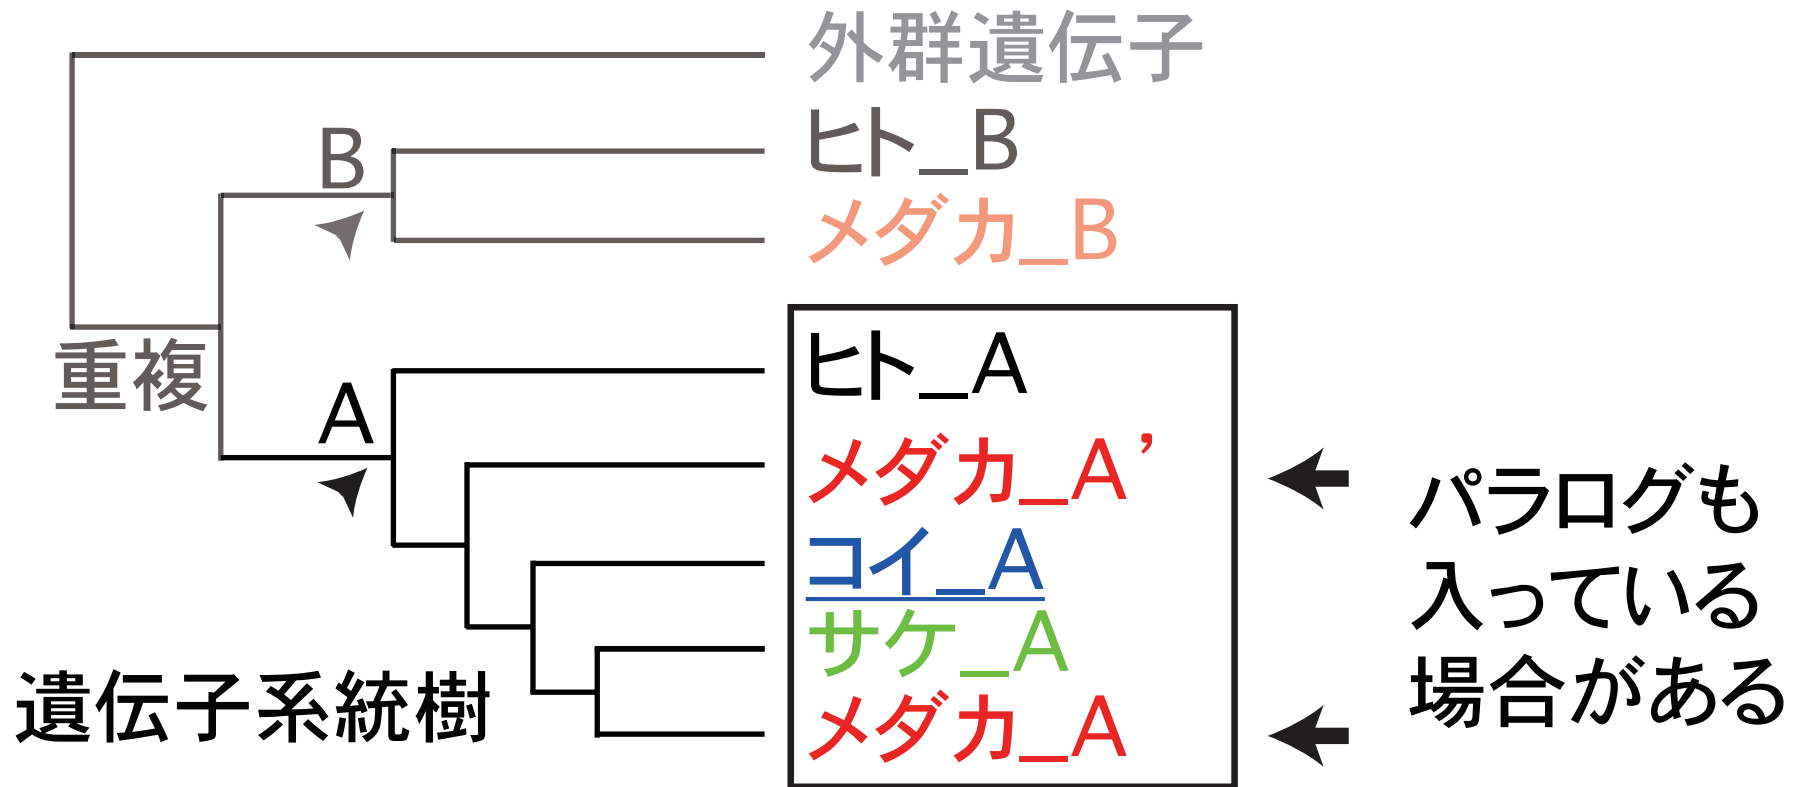 外群遺伝子
ヒト_B
メダカ_B
B
重複
A
ヒト_A
メダカ_A’
コイ_A
サケ_A
メダカ_A
パラログも
入っている
場合がある
遺伝子系統樹